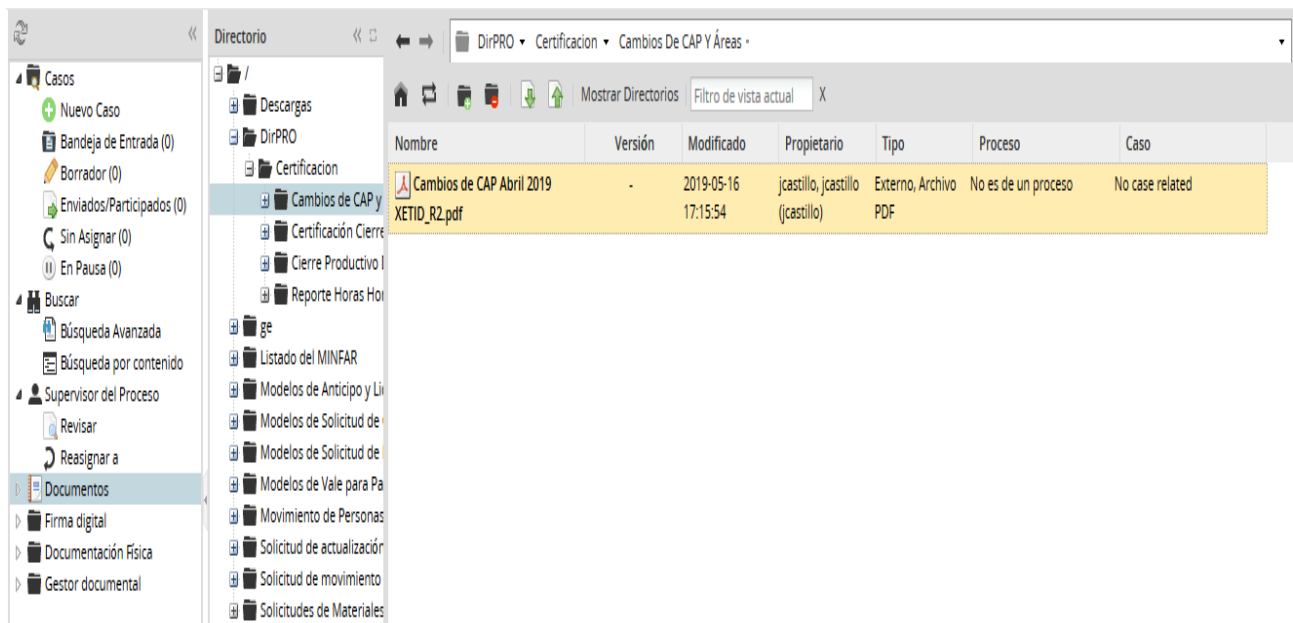 Casos
Nuevo Caso
Bandeja de Entrada (0)
Borrador (0)
Enviados/Participados (0)
Sin Asignar (0)
En Pausa (0)
Buscar
Búsqueda Avanzada
Búsqueda por contenido
Supervisor del Proceso
Revisar
Reasignar a
Documentos
Firma digital
Documentación Física
Gestor documental
Directorio
/
Descargas
DirPRO
Certificacion
Cambios de CAP y
Certificación Cierre
Cierre Productivo
Reporte Horas
ge
Listado del MINFAR
Modelos de Anticipo y
Modelos de Solicitud de
Modelos de Solicitud de
Modelos de Vale para
Movimiento de
Solicitud de actualización
Solicitud de movimiento
Solicitudes de Materiales
DirPRO Certificacion Cambios De CAP Y Áreas
Mostrar Directorios Filtro de vista actual X
Nombre Versión Modificado Propietario Tipo Proceso Caso
Cambios de CAP Abril 2019 - 2019-05-16 jcastillo, jcastillo Externo, Archivo No es de un proceso No case related
XETID_R2.pdf 17:15:54 (jcastillo) PDF